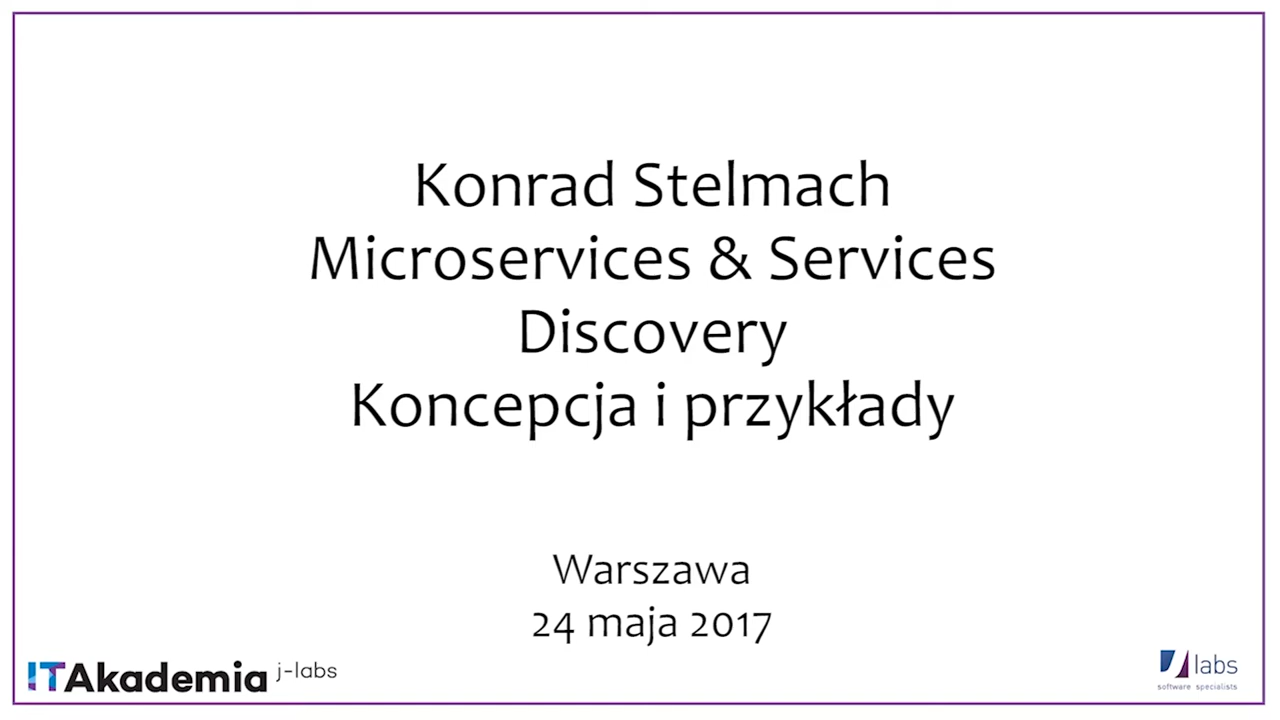 Konrad Stelmach
Microservices & Services
Discovery
Koncepcja i przykłady
Warszawa
24 maja 2017
ITAkademia j-labs
labs
software specialists